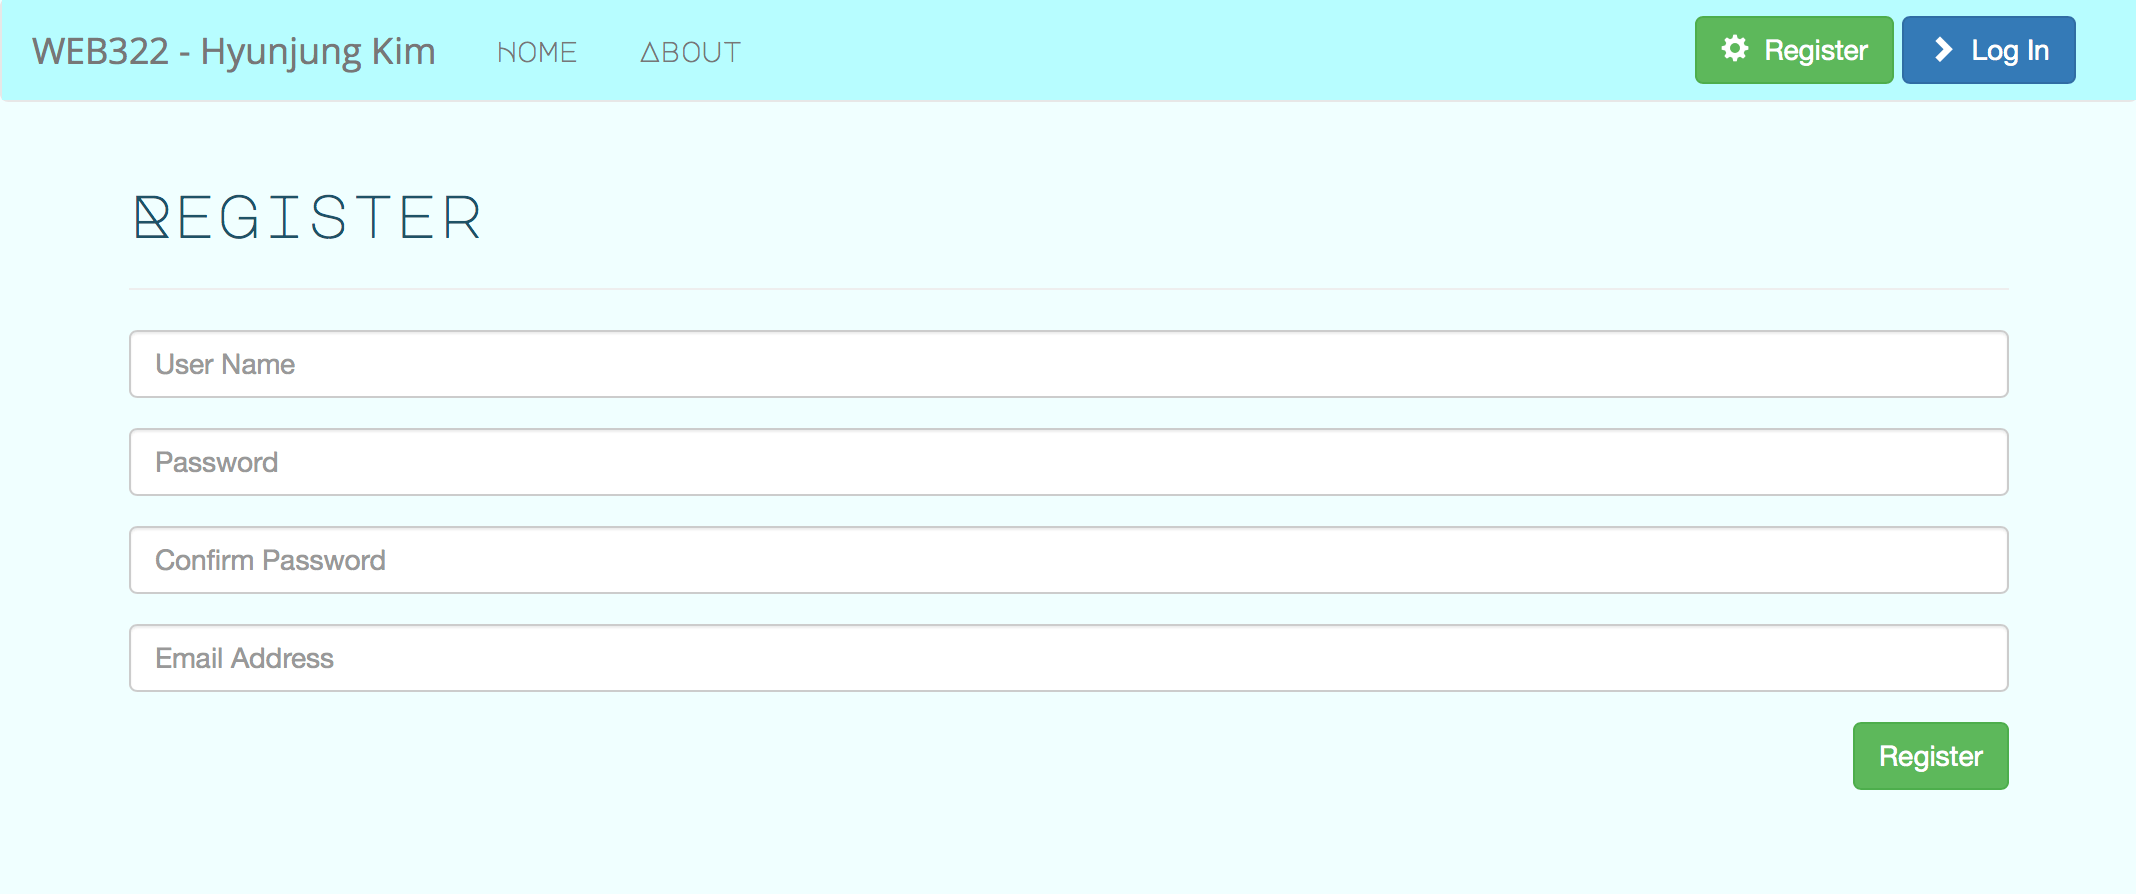 WEB322 - Hyunjung Kim HOME ABOUT Register Log In
REGISTER
User Name
Password
Confirm Password
Email Address
Register